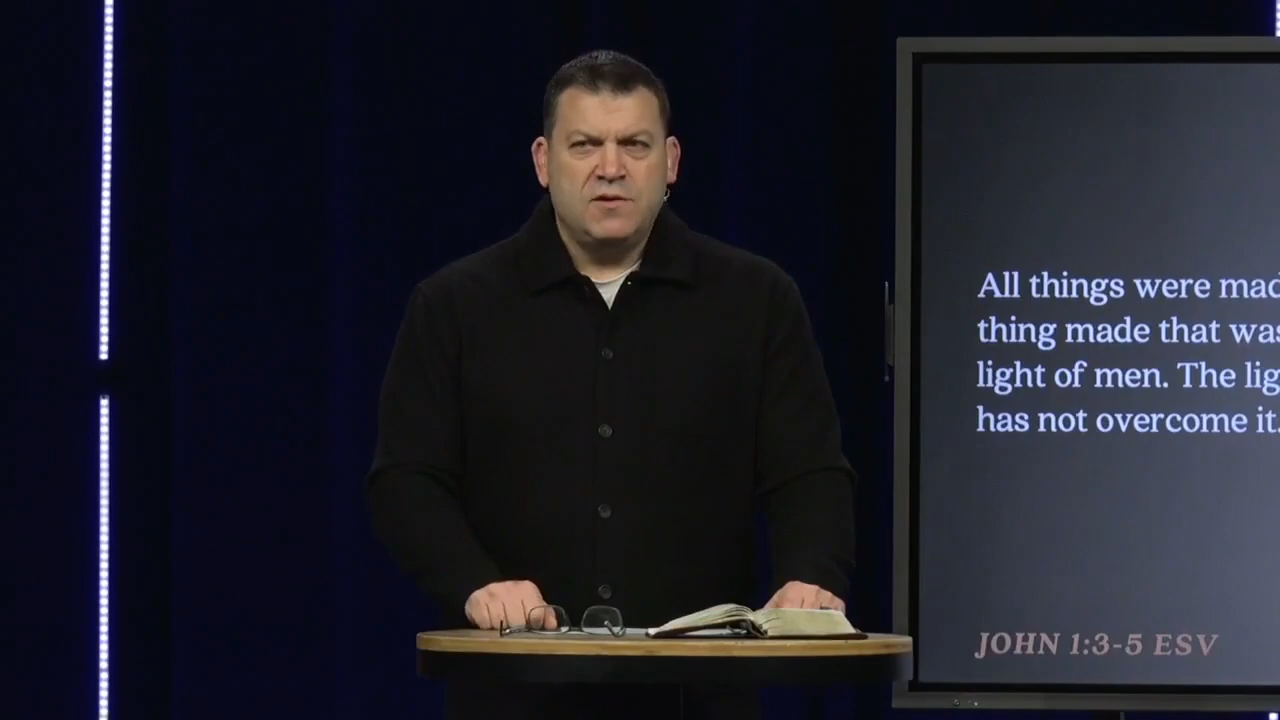 All things were mad
thing made that was
light of men. The lig
has not overcome it.
JOHN 1:3-5 ESV